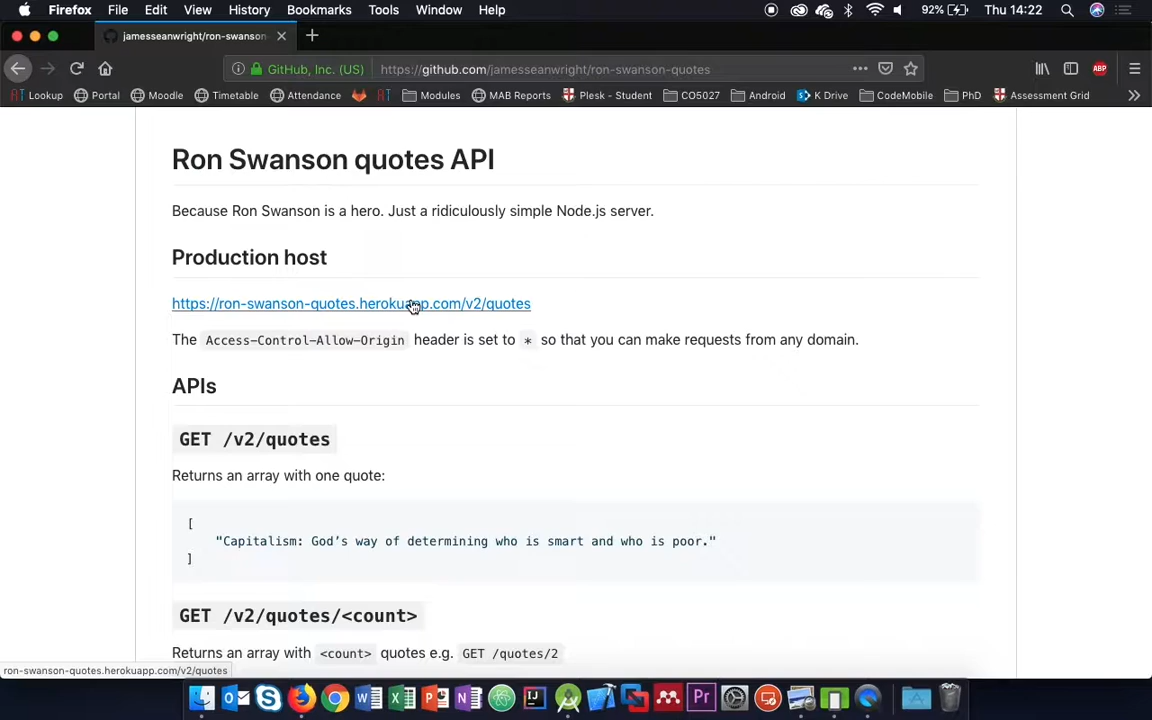 Firefox File Edit View History Bookmarks Tools Window Help 92% Thu 14:22
jamesseanwright/ron-swanson-
GitHub, Inc. (US) https://github.com/jamesseanwright/ron-swanson-quotes ABP
Lookup Portal Moodle Timetable Attendance Modules MAB Reports Plesk - Student CO5027 Android K Drive CodeMobile PhD Assessment Grid
Ron Swanson quotes API
Because Ron Swanson is a hero. Just a ridiculously simple Node.js server.
Production host
https://ron-swanson-quotes.herokuapp.com/v2/quotes
The Access-Control-Allow-Origin header is set to * so that you can make requests from any domain.
APIs
GET /v2/quotes
Returns an array with one quote:
[
"Capitalism: God's way of determining who is smart and who is poor."
]
GET /v2/quotes/<count>
Returns an array with <count> quotes e.g. GET /quotes/2
ron-swanson-quotes.herokuapp.com/v2/quotes